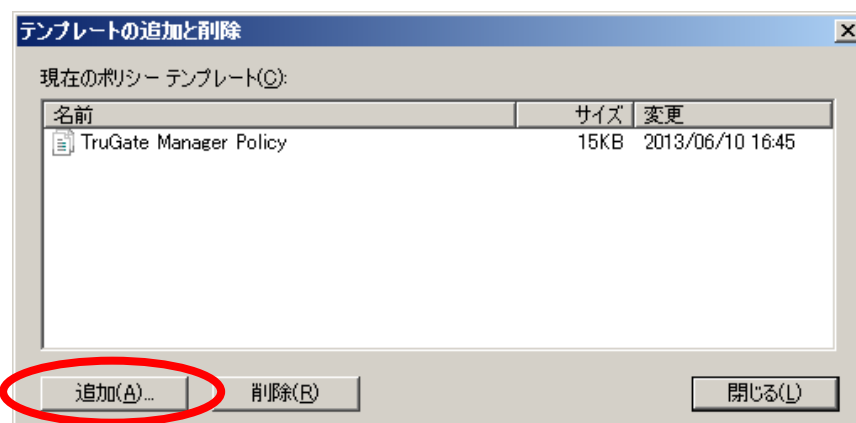 テンプレートの追加と削除
現在のポリシー テンプレート(C):
名前 サイズ 変更
TruGate Manager Policy 15KB 2013/06/10 16:45
追加(A)... 削除(R) 閉じる(L)